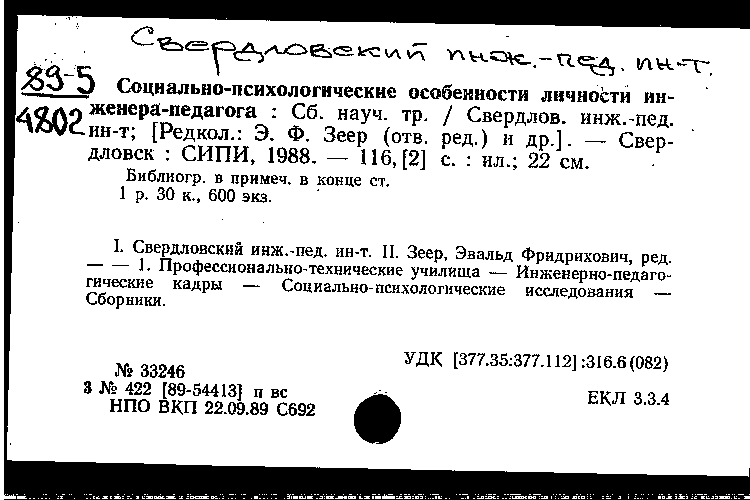 Свердловский инж.-пед. ин-т.
89-5
4802
Социально-психологические особенности личности ин-
женера-педагога : Сб. науч. тр. / Свердлов. инж.-пед.
ин-т; [Редкол.: Э. Ф. Зеер (отв. ред.) и др.]. — Свер-
дловск : СИПИ, 1988. — 116, [2] с. : ил.; 22 см.
Библиогр. в примеч. в конце ст.
1 р. 30 к., 600 экз.
I. Свердловский инж.-пед. ин-т. II. Зеер, Эвальд Фридрихович, ред.
— — 1. Профессионально-технические училища — Инженерно-педаго-
гические кадры — Социально-психологические исследования —
Сборники.
УДК [377.35:377.112]:316.6(082)
№ 33246
3 № 422 [89-54413] п вс
НПО ВКП 22.09.89 С692
ЕКЛ 3.3.4